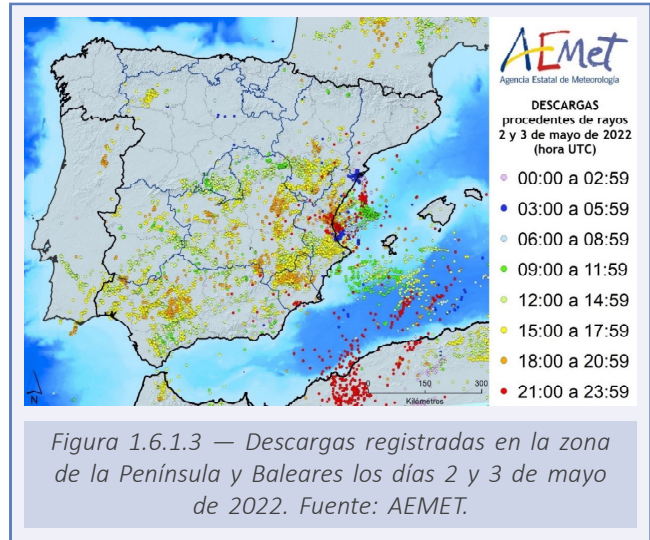 AEMet
Agencia Estatal de Meteorología
DESCARGAS
procedentes de rayos
2 y 3 de mayo de 2022
(hora UTC)
00:00 a 02:59
03:00 a 05:59
06:00 a 08:59
09:00 a 11:59
12:00 a 14:59
15:00 a 17:59
18:00 a 20:59
21:00 a 23:59
N
0 150 300
Kilómetros
Figura 1.6.1.3 — Descargas registradas en la zona
de la Península y Baleares los días 2 y 3 de mayo
de 2022. Fuente: AEMET.